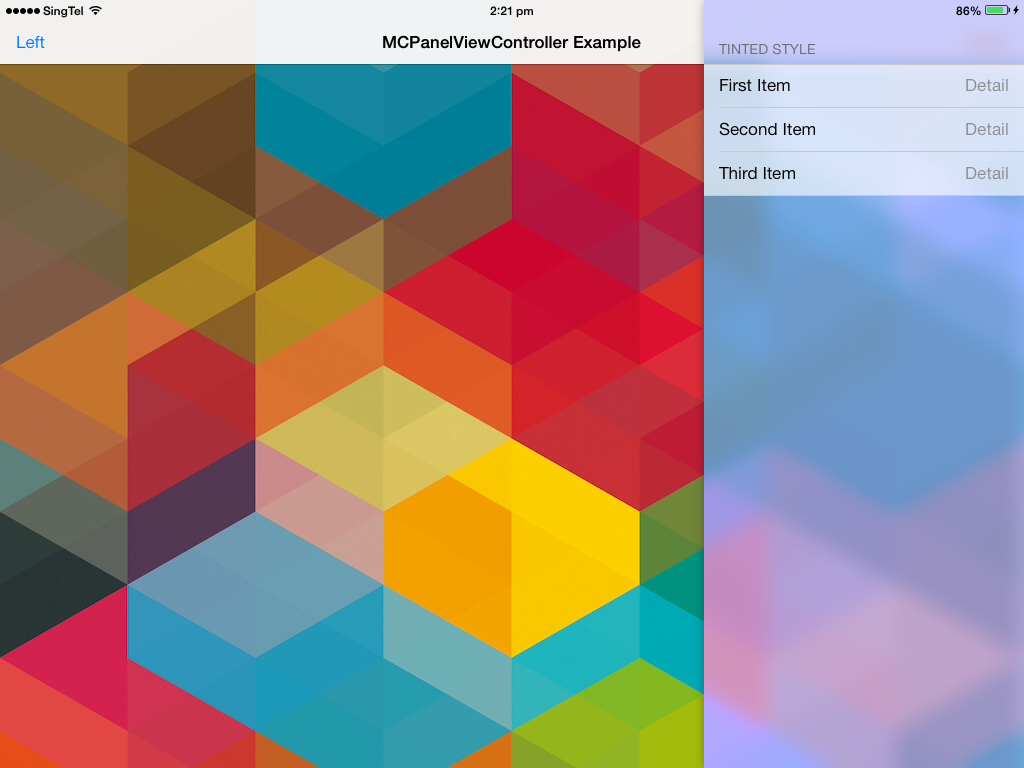 SingTel 2:21 pm 86%
Left MCPanelViewController Example
TINTED STYLE
First Item Detail
Second Item Detail
Third Item Detail